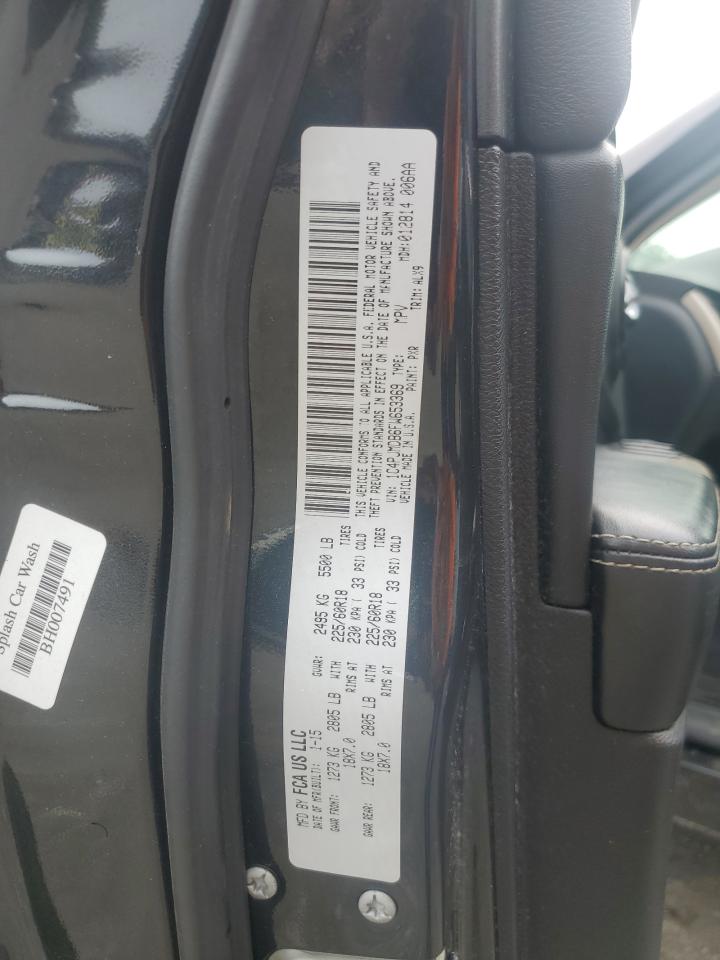 MFD BY FCA US LLC
DATE OF MFR(BUILT): 1-15
GVWR: 2495 KG 5500 LB
GAWR FRONT: 1273 KG 2805 LB WITH 225/60R18 TIRES
18X7.0 RIMS AT 230 KPA ( 33 PSI) COLD
GAWR REAR: 1273 KG 2805 LB WITH 225/60R18 TIRES
18X7.0 RIMS AT 230 KPA ( 33 PSI) COLD
THIS VEHICLE CONFORMS TO ALL APPLICABLE U.S.A. FEDERAL MOTOR VEHICLE SAFETY AND
THEFT PREVENTION STANDARDS IN EFFECT ON THE DATE OF MANUFACTURE SHOWN ABOVE.
VIN: 1C4PJMDB6FW653369 TYPE: MPV MDH:012814 006AA
VEHICLE MADE IN U.S.A. PAINT: PXR TRIM: ALX9
Splash Car Wash
BH007491